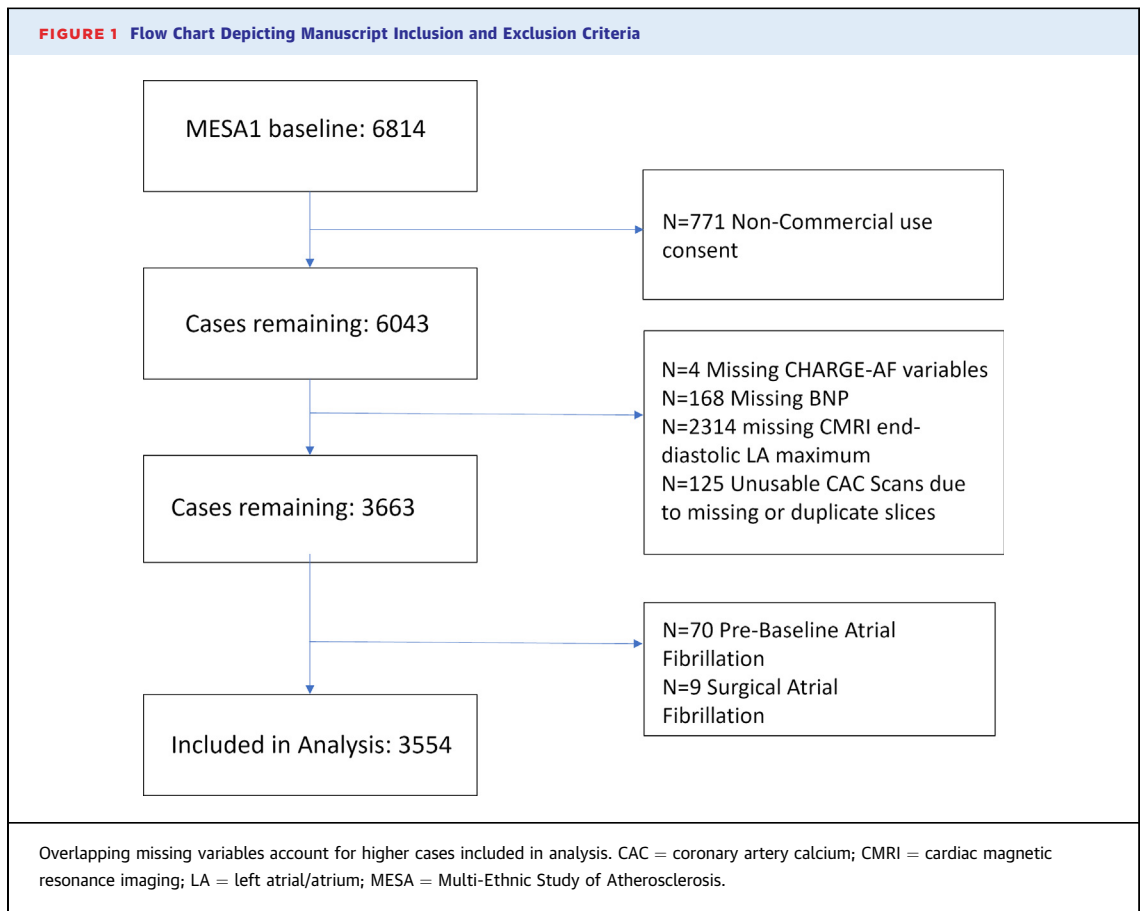 FIGURE 1 Flow Chart Depicting Manuscript Inclusion and Exclusion Criteria
MESA1 baseline: 6814
N=771 Non-Commercial use
consent
Cases remaining: 6043
N=4 Missing CHARGE-AF variables
N=168 Missing BNP
N=2314 missing CMRI end-
diastolic LA maximum
N=125 Unusable CAC Scans due
to missing or duplicate slices
Cases remaining: 3663
N=70 Pre-Baseline Atrial
Fibrillation
N=9 Surgical Atrial
Fibrillation
Included in Analysis: 3554
Overlapping missing variables account for higher cases included in analysis. CAC = coronary artery calcium; CMRI = cardiac magnetic
resonance imaging; LA = left atrial/atrium; MESA = Multi-Ethnic Study of Atherosclerosis.